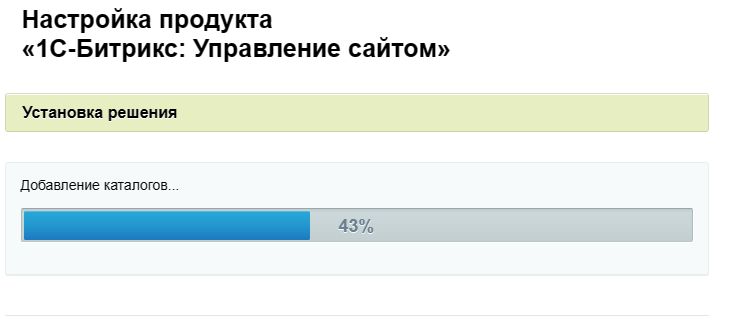 Настройка продукта
«1С-Битрикс: Управление сайтом»
Установка решения
Добавление каталогов...
43%